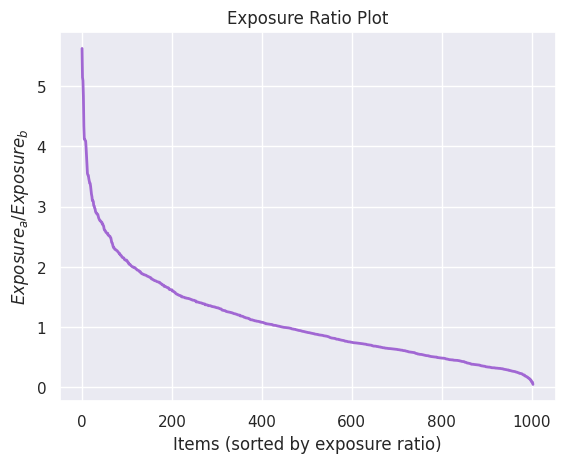 Exposure Ratio Plot
Exposure_a/Exposure_b
5
4
3
2
1
0
0 200 400 600 800 1000
Items (sorted by exposure ratio)